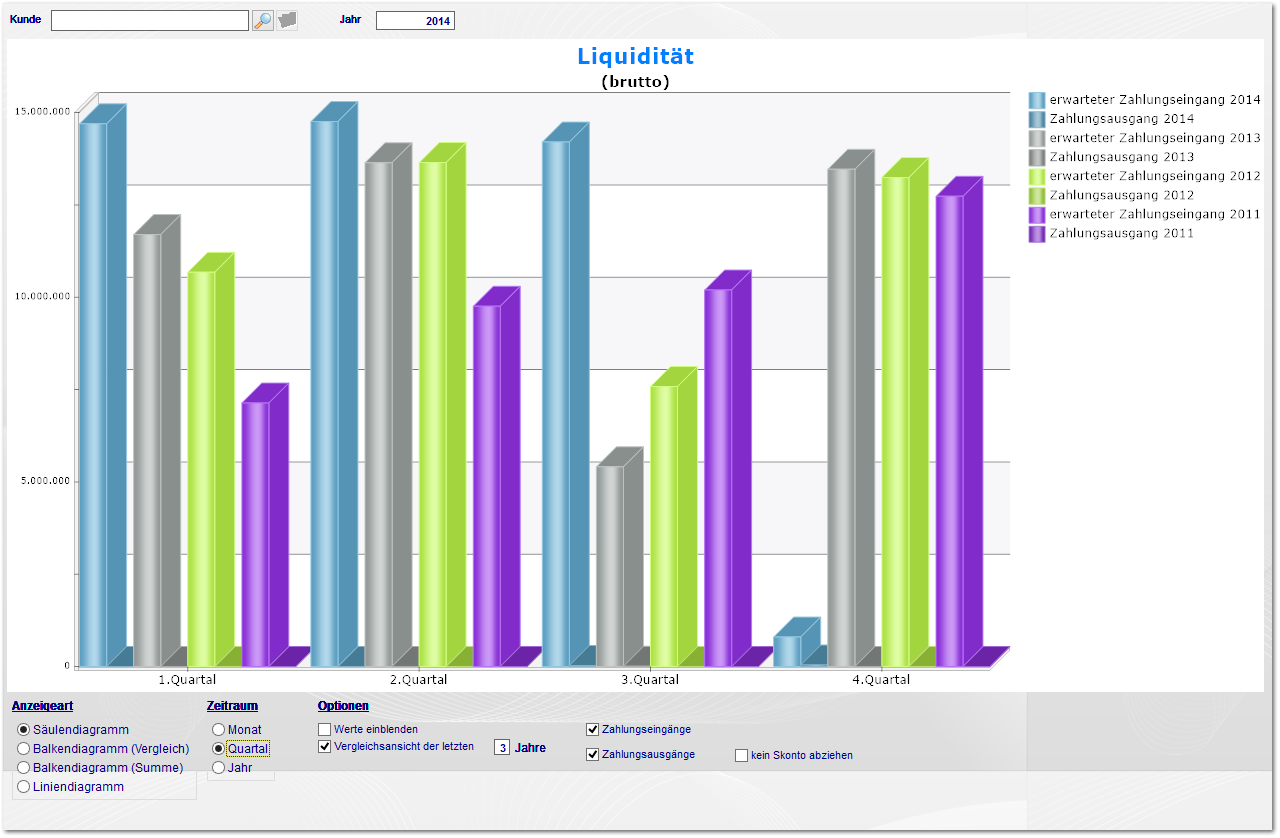 Kunde
Jahr 2014
Liquidität
(brutto)
15.000.000
10.000.000
5.000.000
0
1.Quartal 2.Quartal 3.Quartal 4.Quartal
erwarteter Zahlungseingang 2014
Zahlungsausgang 2014
erwarteter Zahlungseingang 2013
Zahlungsausgang 2013
erwarteter Zahlungseingang 2012
Zahlungsausgang 2012
erwarteter Zahlungseingang 2011
Zahlungsausgang 2011
Anzeigeart
Säulendiagramm
Balkendiagramm (Vergleich)
Balkendiagramm (Summe)
Liniendiagramm
Zeitraum
Monat
Quartal
Jahr
Optionen
Werte einblenden
Vergleichsansicht der letzten 3 Jahre
Zahlungseingänge
Zahlungsausgänge
kein Skonto abziehen